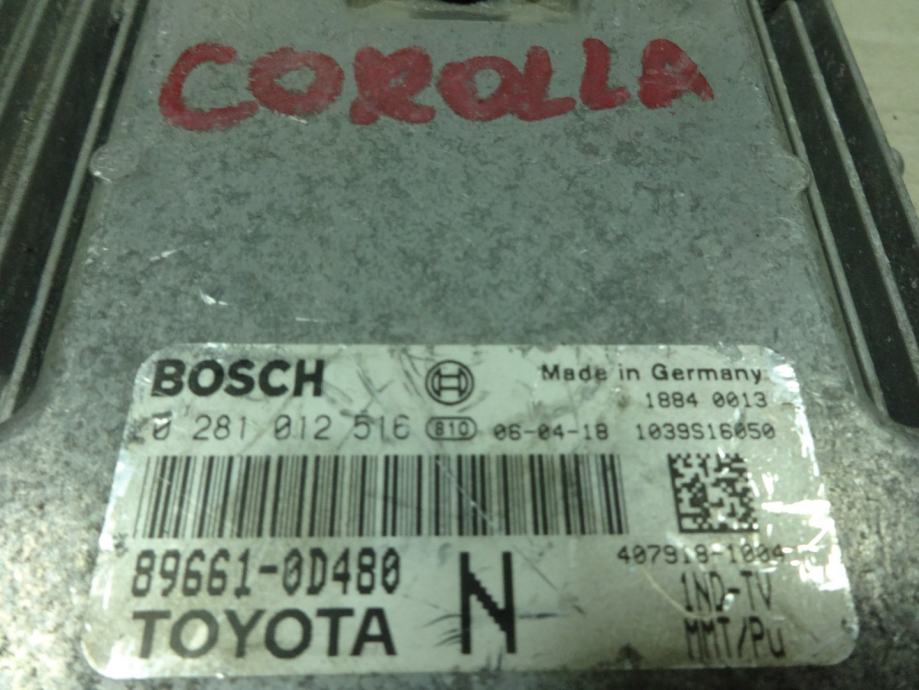 COROLLA
BOSCH Made in Germany
1884 0013
0 281 012 516 810 06-04-18 1039S16050
407918-1004
89661-0D480 N 1ND-TV
TOYOTA MMT/Pu